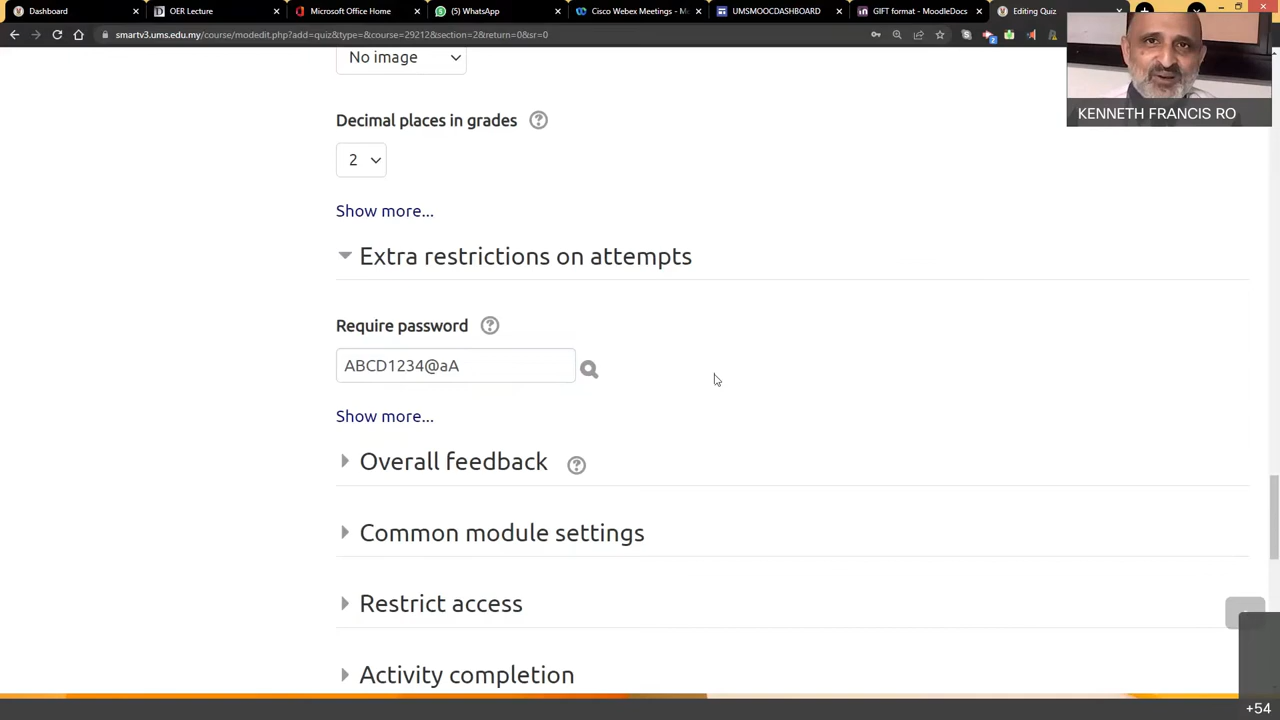 Dashboard
OER Lecture
Microsoft Office Home
(5) WhatsApp
Cisco Webex Meetings - M
UMSMOOCDASHBOARD
GIFT format - MoodleDocs
Editing Quiz
smartv3.ums.edu.my/course/modedit.php?add=quiz&type=&course=29212&section=2&return=0&sr=0
No image
KENNETH FRANCIS RO
Decimal places in grades
2
Show more...
Extra restrictions on attempts
Require password
ABCD1234@aA
Show more...
Overall feedback
Common module settings
Restrict access
Activity completion
+54